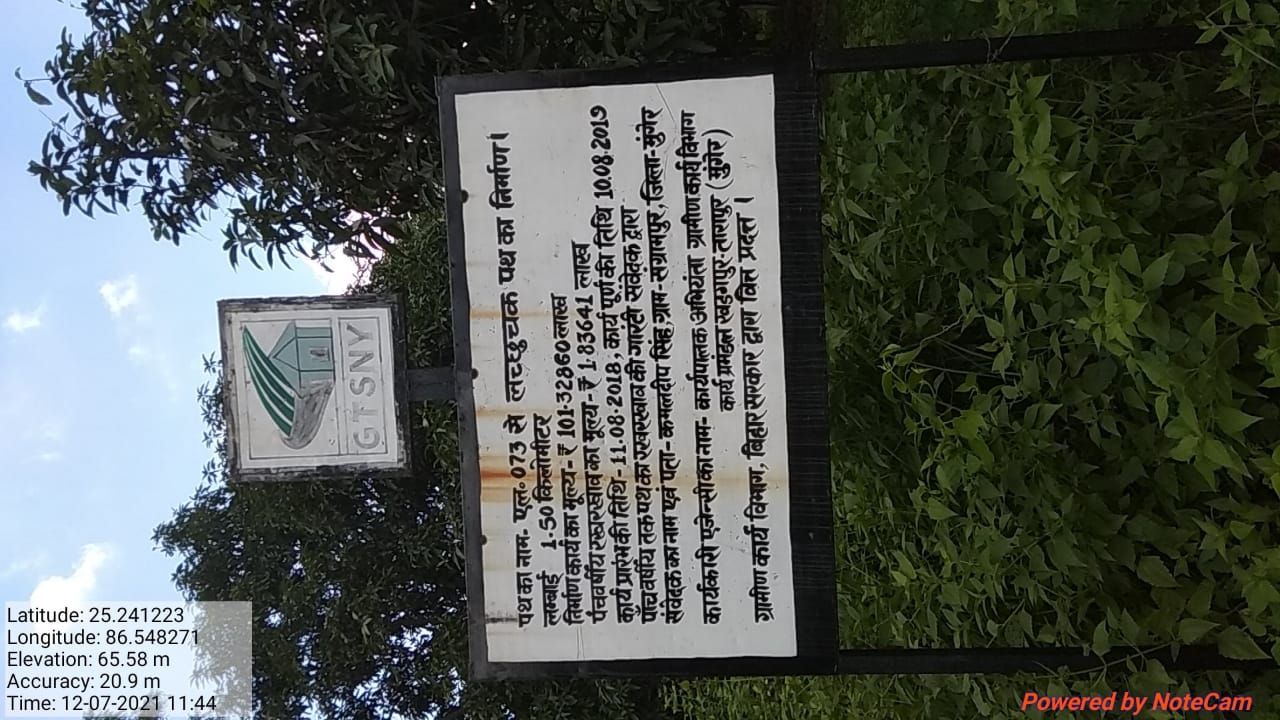 GTSNY
पथ का नाम- एल० 073 से लच्छुचक पथ का निर्माण।
लम्बाई 1.50 किलोमीटर
निर्माण कार्य का मूल्य - ₹ 101.32860 लाख
पंचवर्षीय रखरखाव का मूल्य - ₹ 1.83641 लाख
कार्य प्रारंभ की तिथि - 11.08.2018, कार्य पूर्ण की तिथि 10.08.2019
पाँच वर्षीय तक पथ का रखरखाव की गारंटी संवेदक द्वारा
संवेदक का नाम एवं पता - कमलदीप सिंह ग्राम-संग्रामपुर, जिला-मुंगेर
कार्यकारी एजेन्सी का नाम- कार्यपालक अभियंता ग्रामीण कार्य विभाग
कार्य प्रमंडल खड़गपुर-तारापुर (मुंगेर)
ग्रामीण कार्य विभाग, बिहार सरकार द्वारा वित्त प्रदत्त।
Latitude: 25.241223
Longitude: 86.548271
Elevation: 65.58 m
Accuracy: 20.9 m
Time: 12-07-2021 11:44
Powered by NoteCam